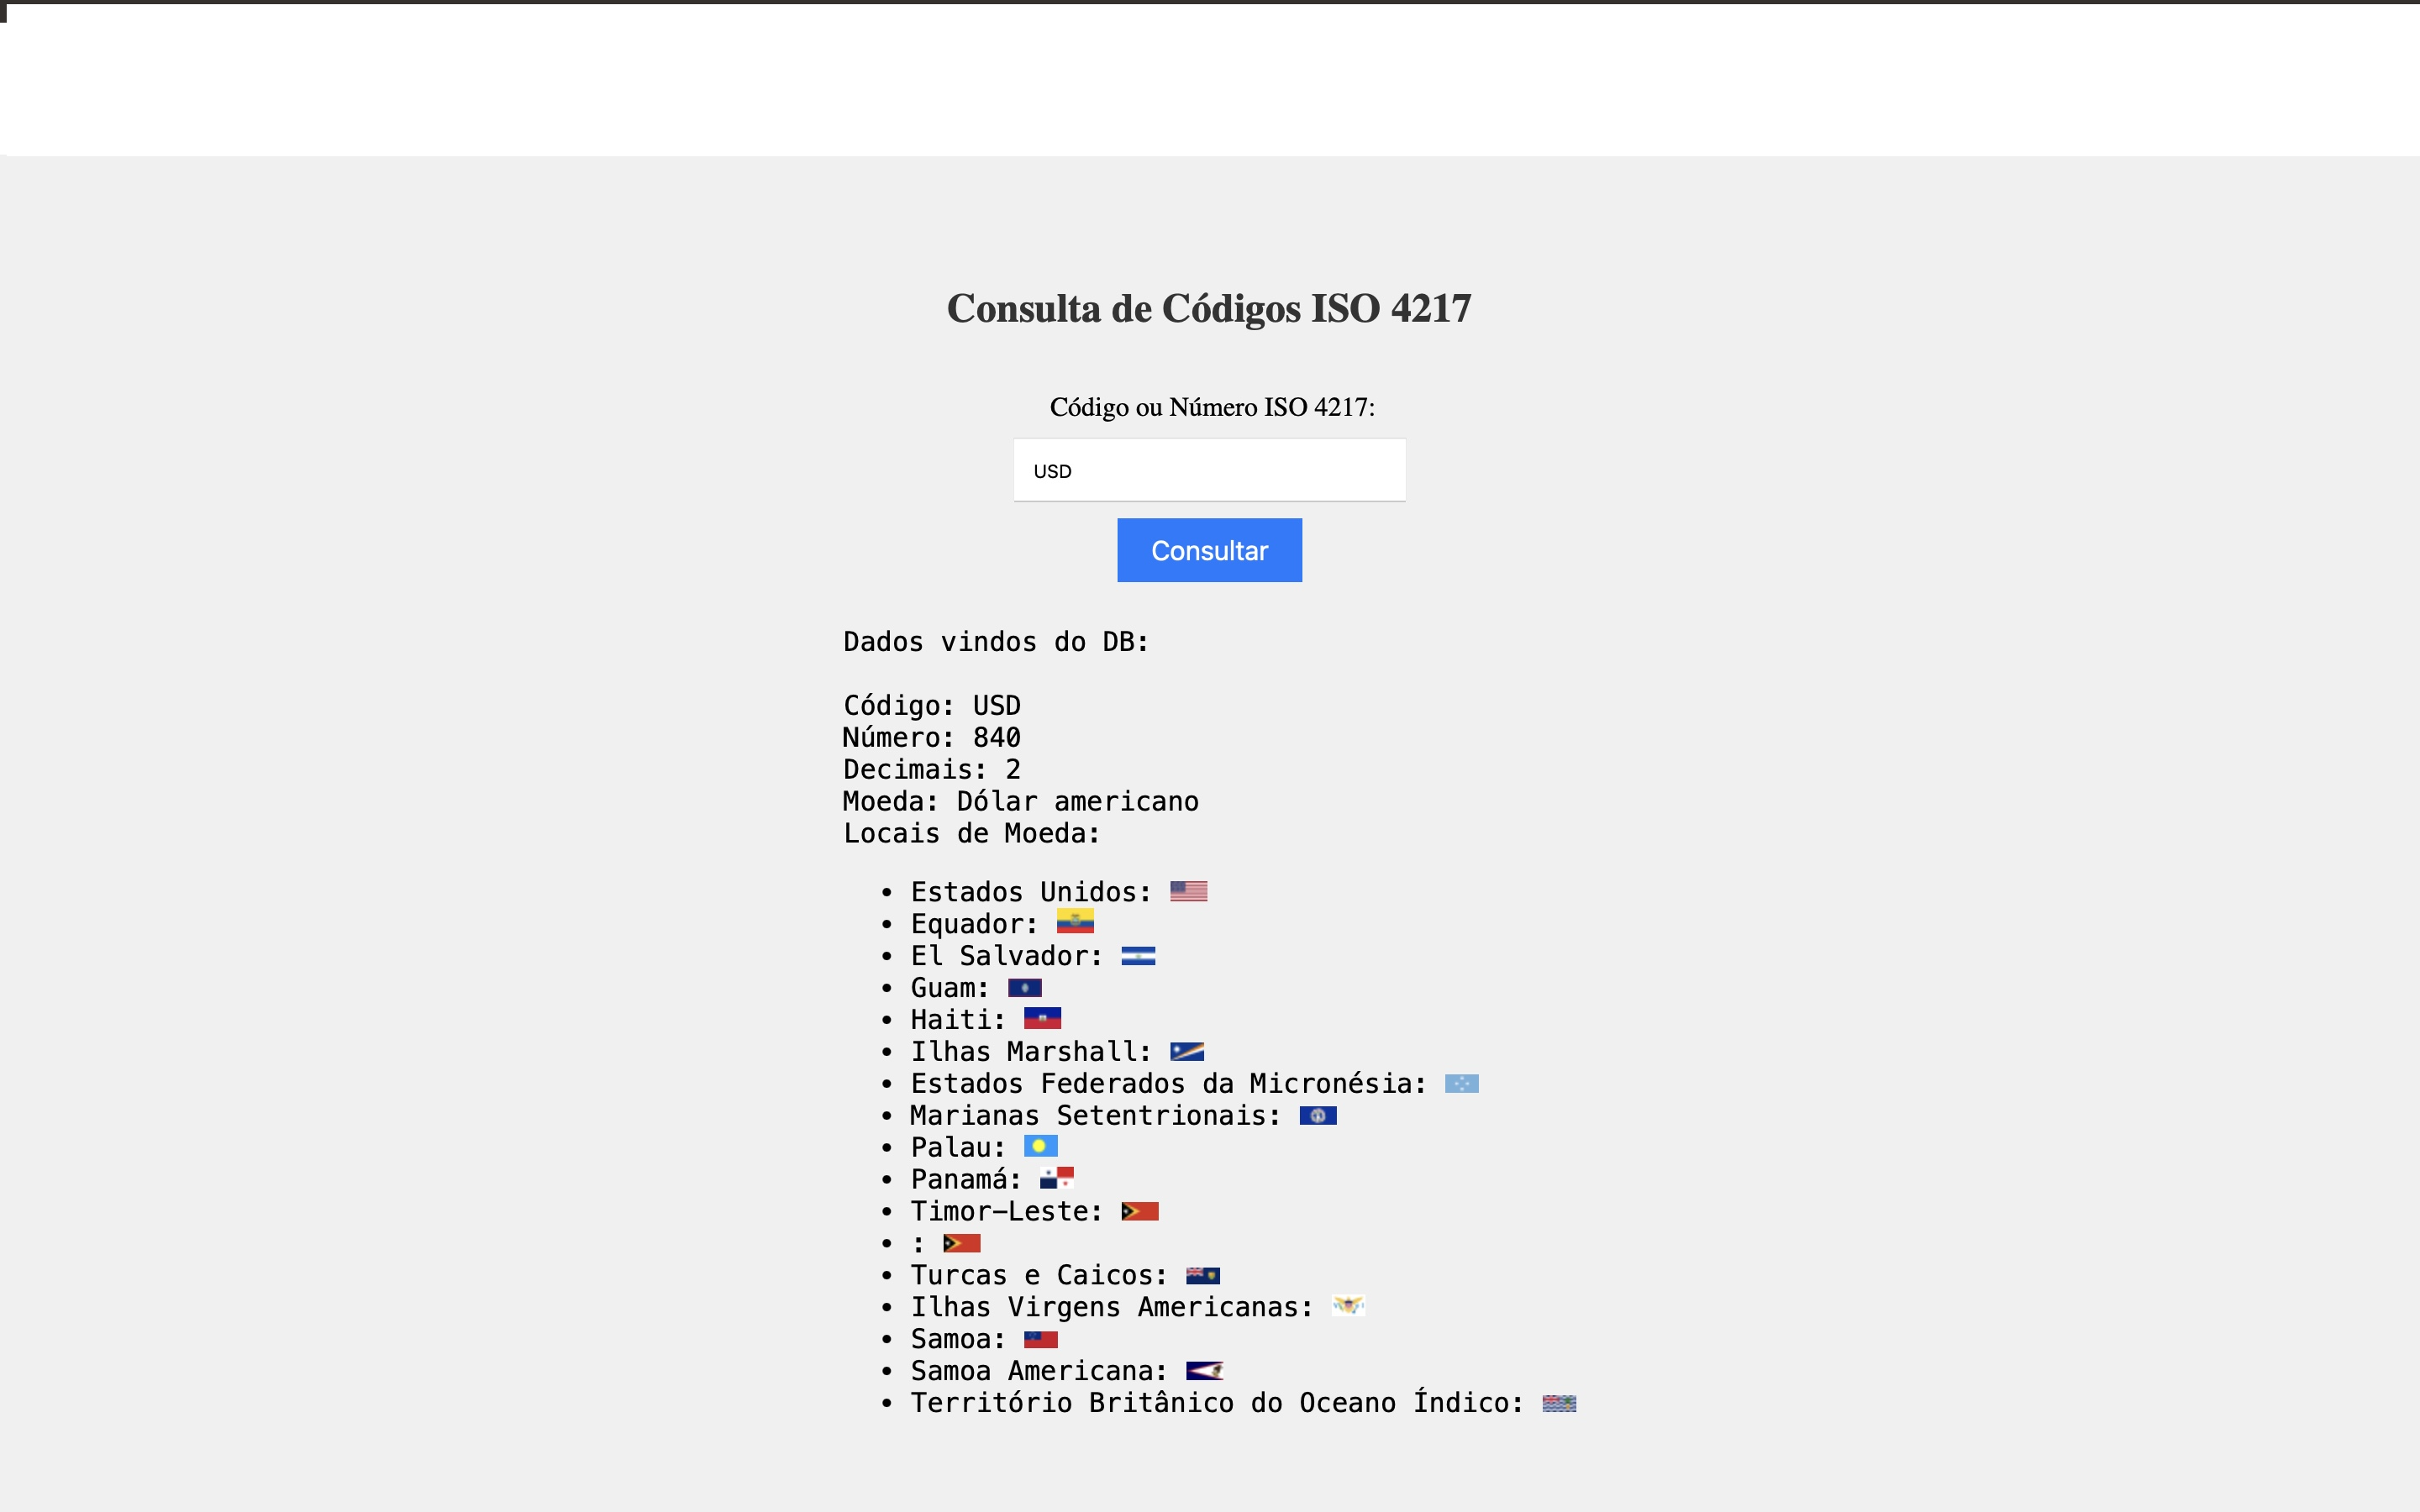 Consulta de Códigos ISO 4217
Código ou Número ISO 4217:
USD
Consultar
Dados vindos do DB:
Código: USD
Número: 840
Decimais: 2
Moeda: Dólar americano
Locais de Moeda:
• Estados Unidos:
• Equador:
• El Salvador:
• Guam:
• Haiti:
• Ilhas Marshall:
• Estados Federados da Micronésia:
• Marianas Setentrionais:
• Palau:
• Panamá:
• Timor-Leste:
• :
• Turcas e Caicos:
• Ilhas Virgens Americanas:
• Samoa:
• Samoa Americana:
• Território Britânico do Oceano Índico: